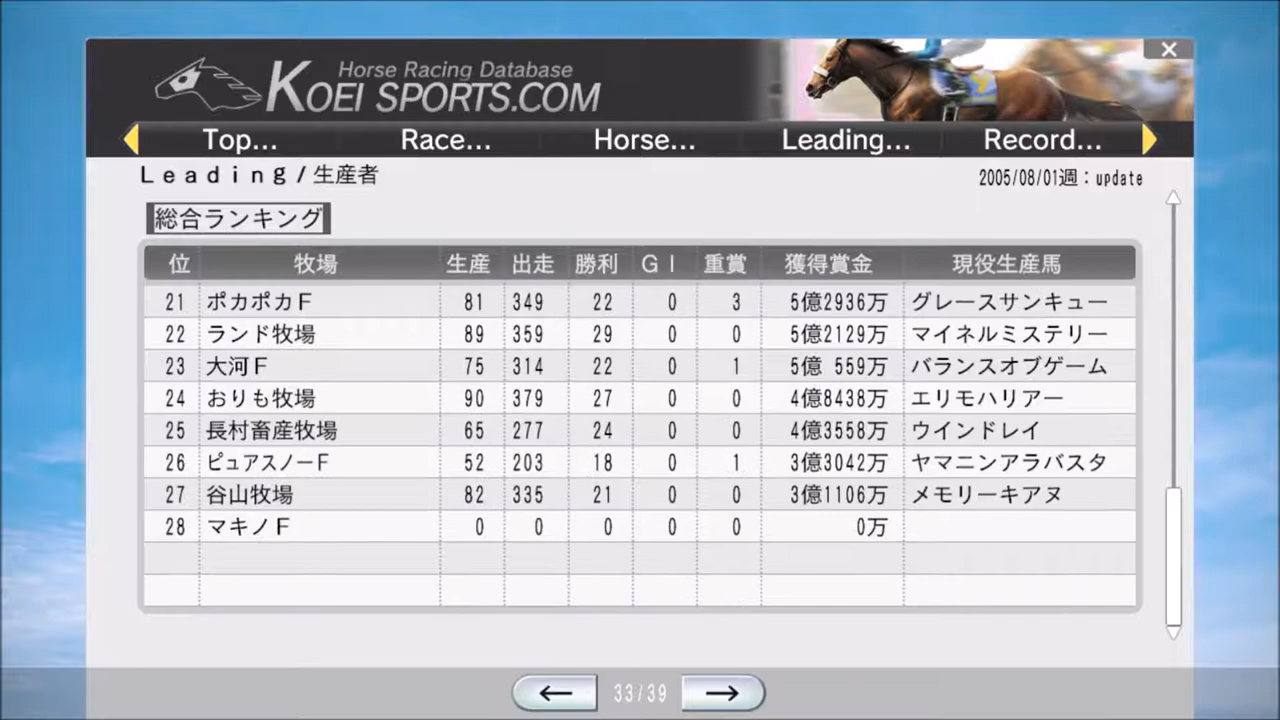 Horse Racing Database
KOEI SPORTS.COM
Top... Race... Horse... Leading... Record...
Ｌｅａｄｉｎｇ/生産者 2005/08/01週：update
総合ランキング
位 牧場 生産 出走 勝利 ＧⅠ 重賞 獲得賞金 現役生産馬
21 ポカポカＦ 81 349 22 0 3 5億2936万 グレースサンキュー
22 ランド牧場 89 359 29 0 0 5億2129万 マイネルミステリー
23 大河Ｆ 75 314 22 0 1 5億 559万 バランスオブゲーム
24 おりも牧場 90 379 27 0 0 4億8438万 エリモハリアー
25 長村畜産牧場 65 277 24 0 0 4億3558万 ウインドレイ
26 ピュアスノーF 52 203 18 0 1 3億3042万 ヤマニンアラバスタ
27 谷山牧場 82 335 21 0 0 3億1106万 メモリーキアヌ
28 マキノＦ 0 0 0 0 0 0万
← 33/39 →